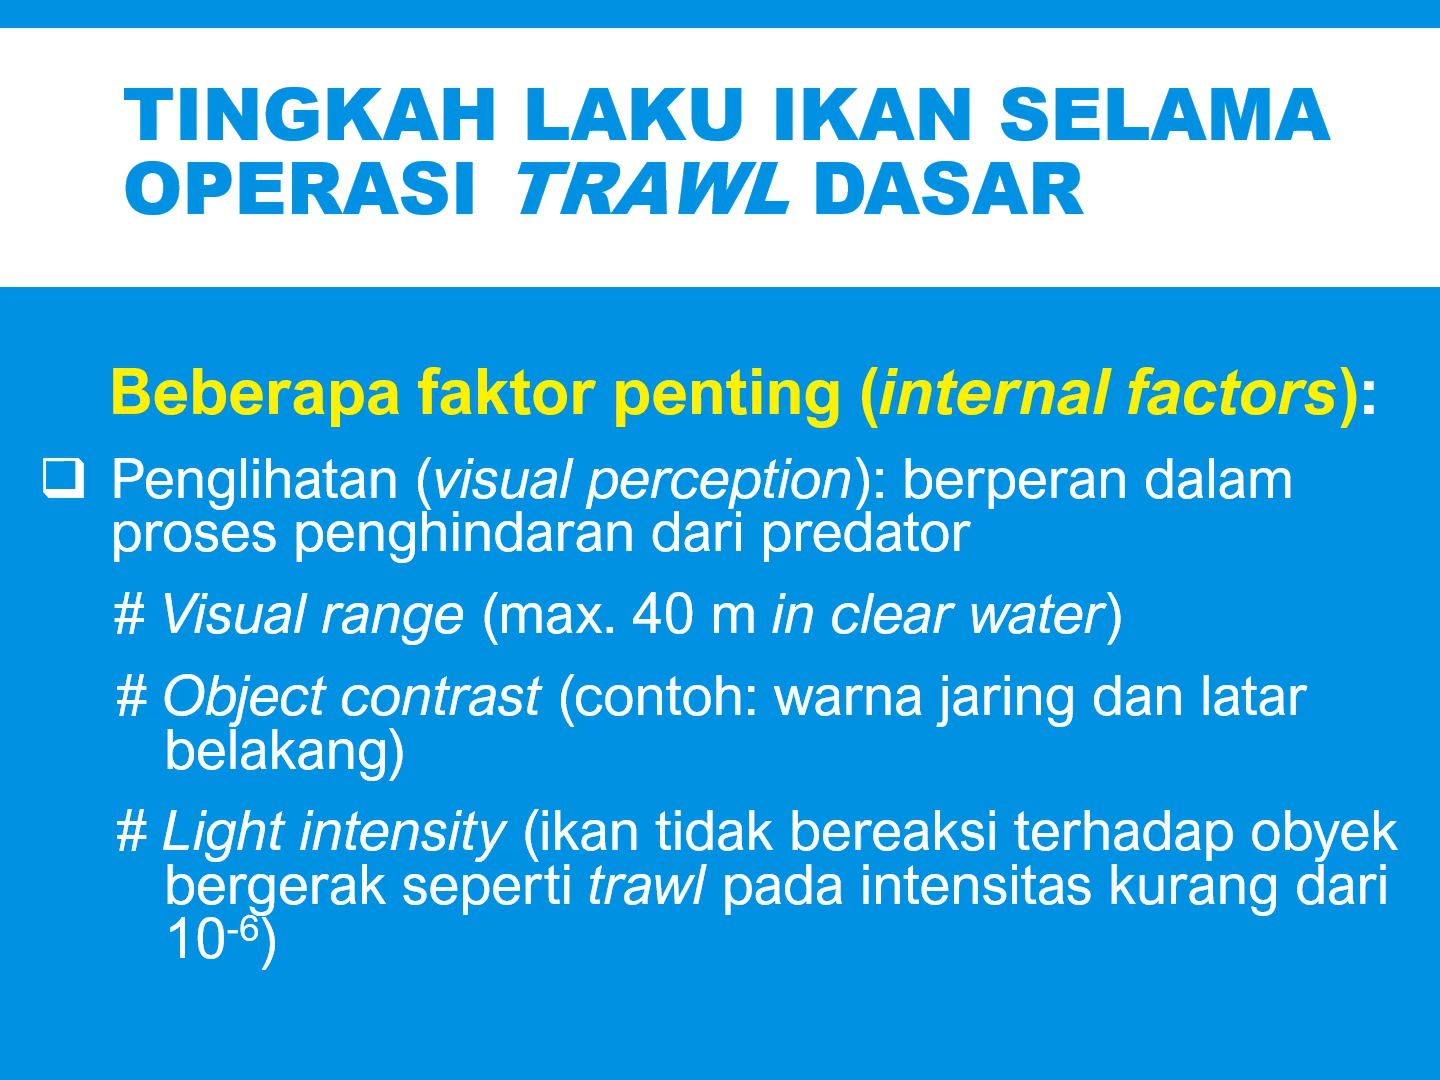 TINGKAH LAKU IKAN SELAMA
OPERASI TRAWL DASAR
Beberapa faktor penting (internal factors):
❑ Penglihatan (visual perception): berperan dalam
proses penghindaran dari predator
# Visual range (max. 40 m in clear water)
# Object contrast (contoh: warna jaring dan latar
belakang)
# Light intensity (ikan tidak bereaksi terhadap obyek
bergerak seperti trawl pada intensitas kurang dari
10⁻⁶)